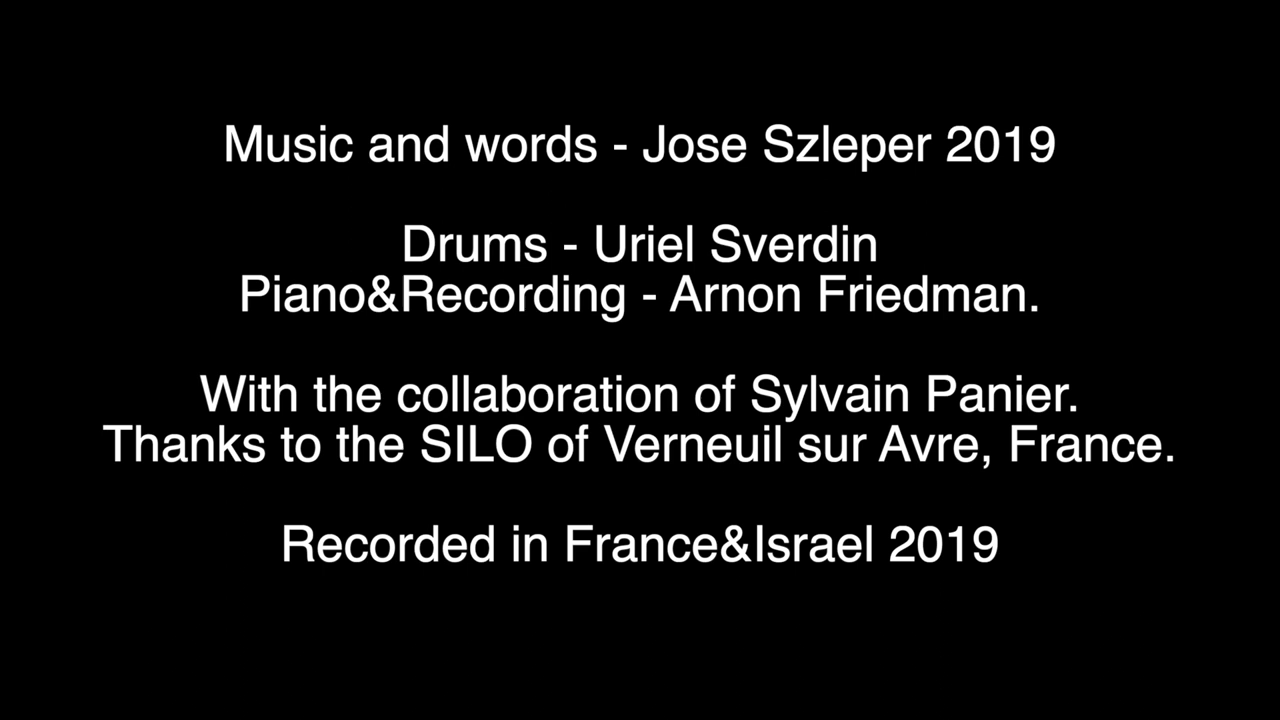 Music and words - Jose Szleper 2019
Drums - Uriel Sverdin
Piano&Recording - Arnon Friedman.
With the collaboration of Sylvain Panier.
Thanks to the SILO of Verneuil sur Avre, France.
Recorded in France&Israel 2019